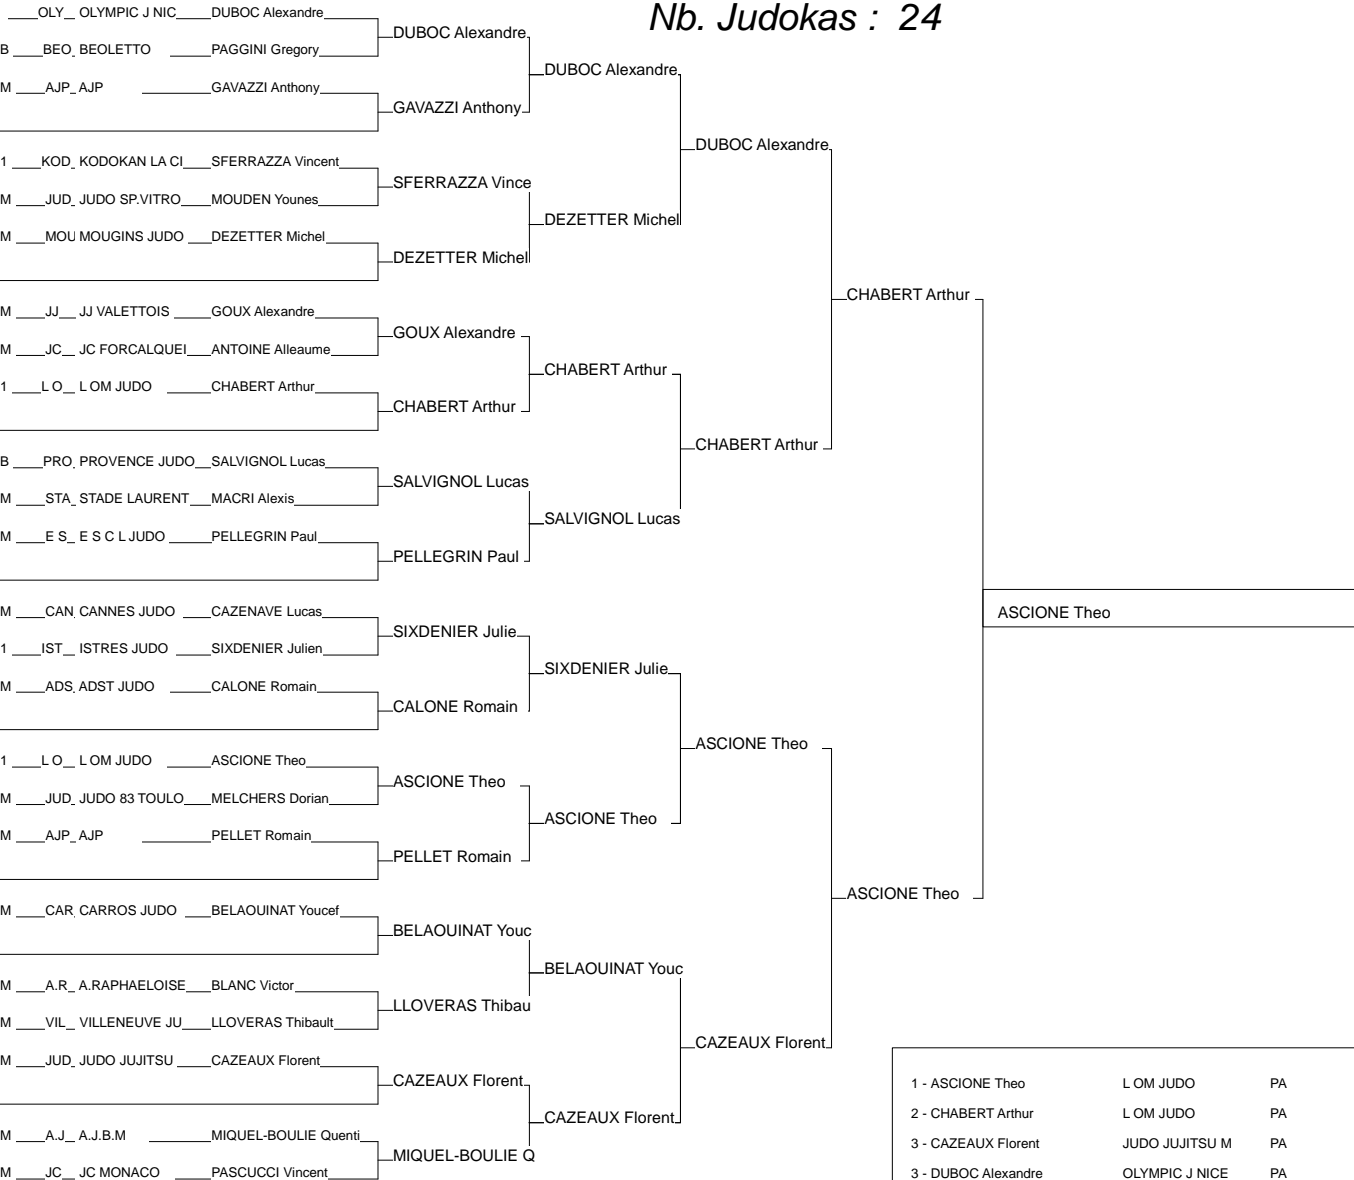 Nb. Judokas : 24
OLY OLYMPIC J NIC DUBOC Alexandre
B BEO BEOLETTO PAGGINI Gregory
M AJP AJP GAVAZZI Anthony
1 KOD KODOKAN LA CI SFERRAZZA Vincent
M JUD JUDO SP.VITRO MOUDEN Younes
M MOU MOUGINS JUDO DEZETTER Michel
M JJ JJ VALETTOIS GOUX Alexandre
M JC JC FORCALQUEI ANTOINE Alleaume
1 L O L OM JUDO CHABERT Arthur
B PRO PROVENCE JUDO SALVIGNOL Lucas
M STA STADE LAURENT MACRI Alexis
M E S E S C L JUDO PELLEGRIN Paul
M CAN CANNES JUDO CAZENAVE Lucas
1 IST ISTRES JUDO SIXDENIER Julien
M ADS ADST JUDO CALONE Romain
1 L O L OM JUDO ASCIONE Theo
M JUD JUDO 83 TOULO MELCHERS Dorian
M AJP AJP PELLET Romain
M CAR CARROS JUDO BELAOUINAT Youcef
M A.R A.RAPHAELOISE BLANC Victor
M VIL VILLENEUVE JU LLOVERAS Thibault
M JUD JUDO JUJITSU CAZEAUX Florent
M A.J A.J.B.M MIQUEL-BOULIE Quenti
M JC JC MONACO PASCUCCI Vincent
DUBOC Alexandre
GAVAZZI Anthony
SFERRAZZA Vince
DEZETTER Michel
GOUX Alexandre
CHABERT Arthur
SALVIGNOL Lucas
PELLEGRIN Paul
SIXDENIER Julie
CALONE Romain
ASCIONE Theo
PELLET Romain
BELAOUINAT Youc
LLOVERAS Thibau
CAZEAUX Florent
MIQUEL-BOULIE Q
DUBOC Alexandre
DEZETTER Michel
CHABERT Arthur
SALVIGNOL Lucas
SIXDENIER Julie
ASCIONE Theo
BELAOUINAT Youc
CAZEAUX Florent
DUBOC Alexandre
CHABERT Arthur
ASCIONE Theo
CAZEAUX Florent
CHABERT Arthur
ASCIONE Theo
ASCIONE Theo
1 - ASCIONE Theo L OM JUDO PA
2 - CHABERT Arthur L OM JUDO PA
3 - CAZEAUX Florent JUDO JUJITSU M PA
3 - DUBOC Alexandre OLYMPIC J NICE PA